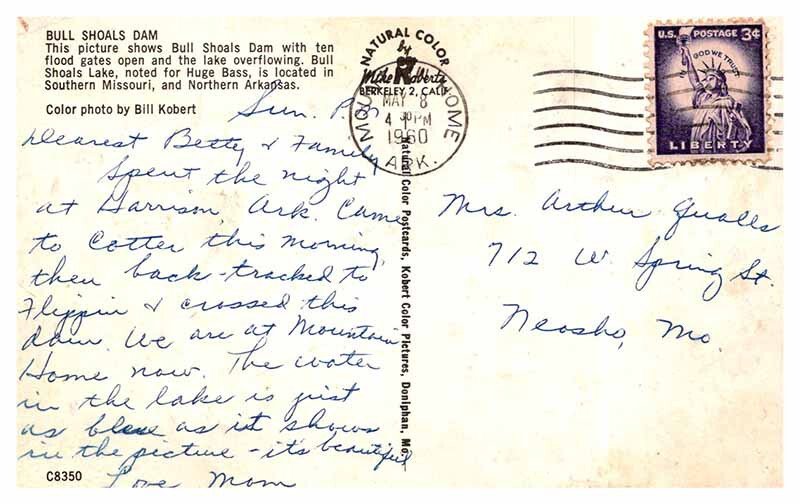 BULL SHOALS DAM
This picture shows Bull Shoals Dam with ten
flood gates open and the lake overflowing. Bull
Shoals Lake, noted for Huge Bass, is located in
Southern Missouri, and Northern Arkansas.
Color photo by Bill Kobert
Sun. P.M.
Dearest Betty & Family
Spent the night
at Harrison, Ark. Came
to Cotter this morning,
then back-tracked to
Flippin & crossed this
dam. We are at Mountain
Home now. The water
in the lake is just
as blue as it shows
in the picture - it's beautiful
Love Mom
C8350
NATURAL COLOR
by
Mike Roberts
BERKELEY 2, CALIF.
MAY 8
4 30 PM
1960
ARK.
Natural Color Postcards, Kobert Color Pictures, Doniphan, Mo.
U.S. POSTAGE 3¢
IN GOD WE TRUST
LIBERTY
Mrs. Arthur Qualls
712 W. Spring St.
Neosho, Mo.